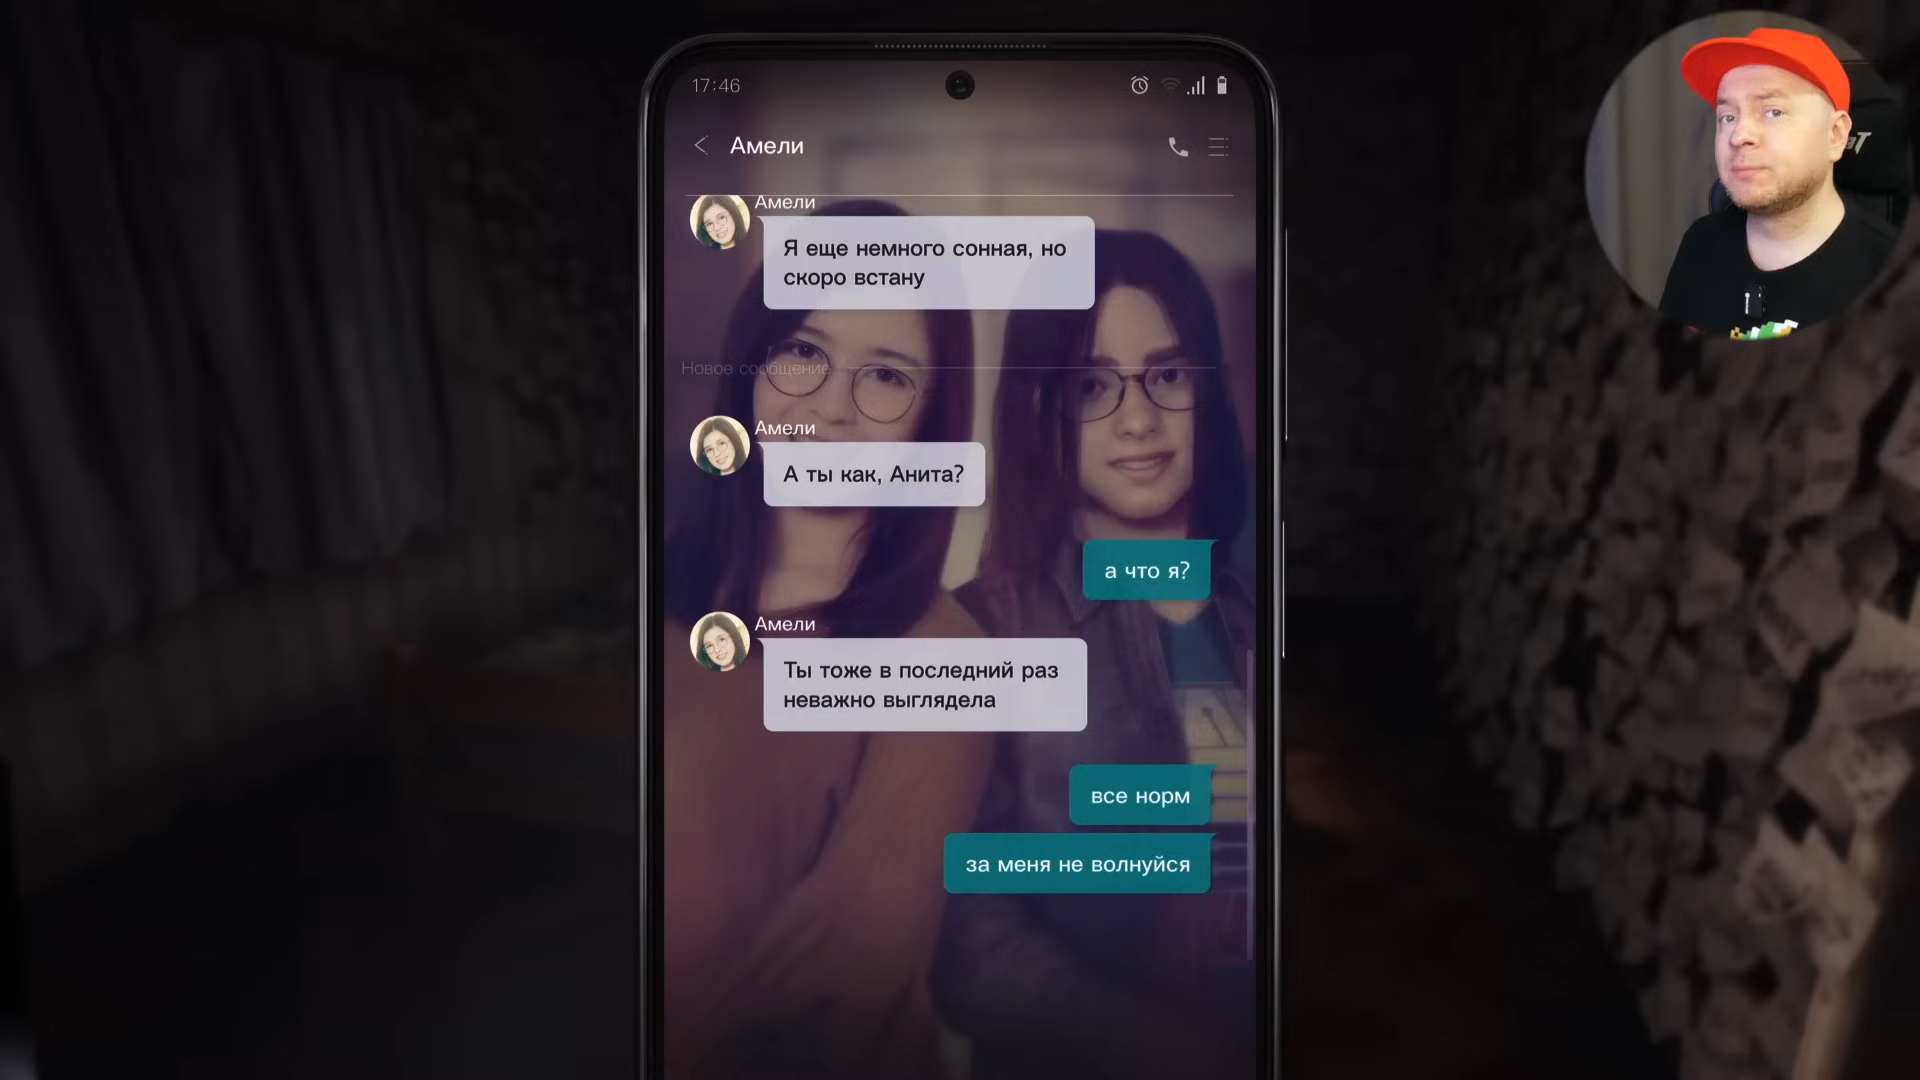 17:46
Амели
Амели
Я еще немного сонная, но
скоро встану
Новое сообщение
Амели
А ты как, Анита?
а что я?
Амели
Ты тоже в последний раз
неважно выглядела
все норм
за меня не волнуйся